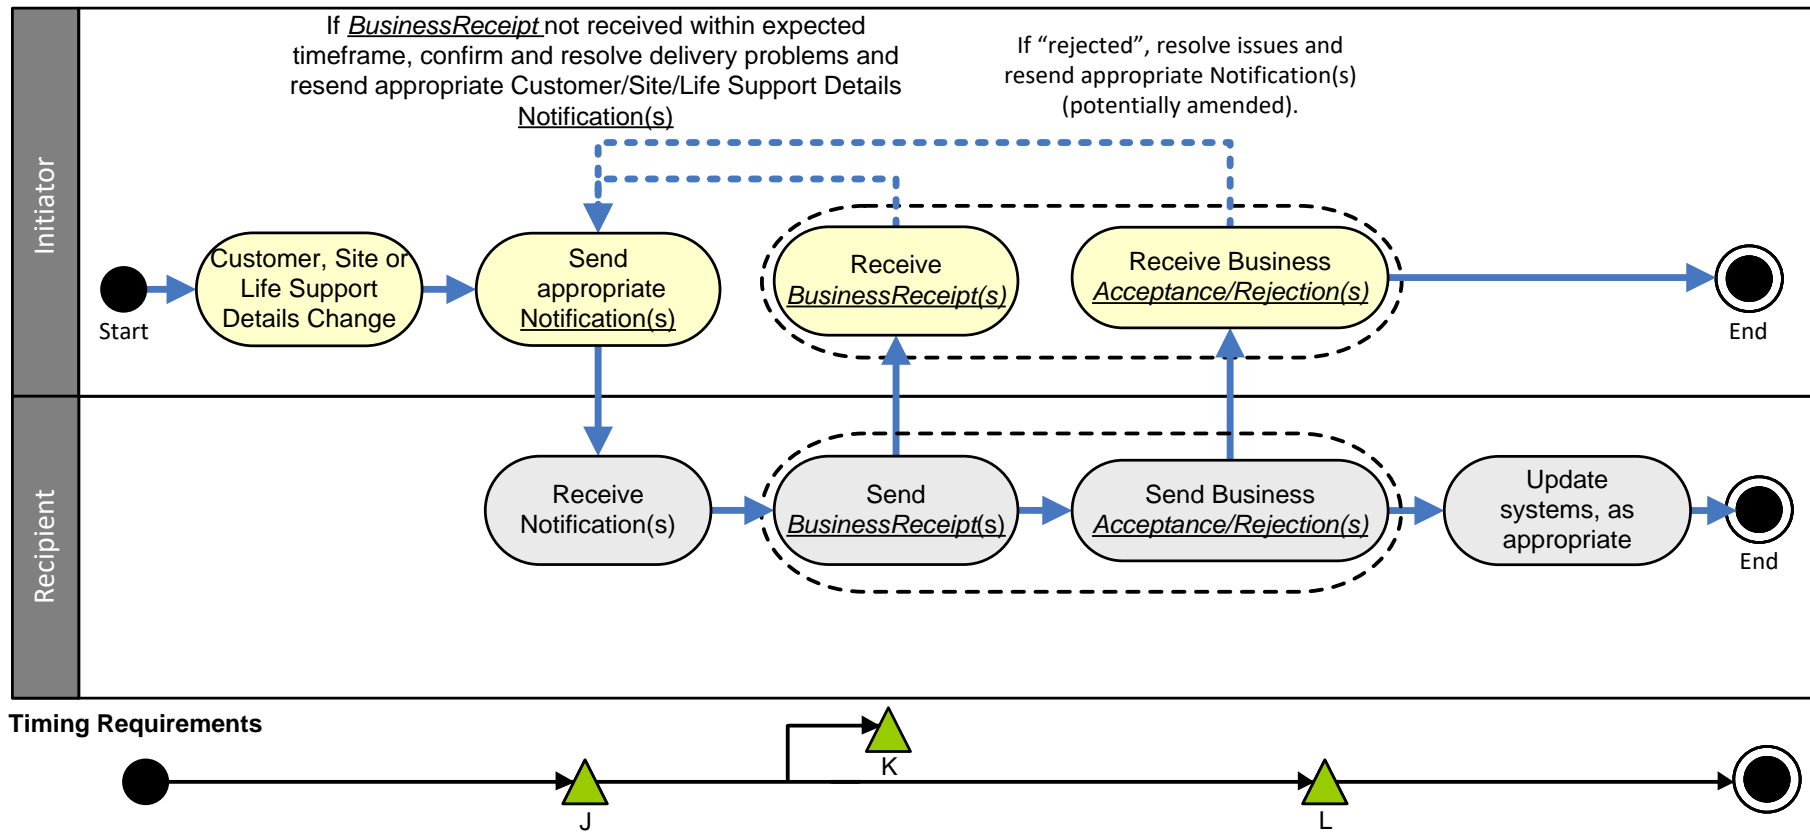 If BusinessReceipt not received within expected
timeframe, confirm and resolve delivery problems and
resend appropriate Customer/Site/Life Support Details
Notification(s)
If “rejected”, resolve issues and
resend appropriate Notification(s)
(potentially amended).
Initiator
Start
Customer, Site or
Life Support
Details Change
Send
appropriate
Notification(s)
Receive
BusinessReceipt(s)
Receive Business
Acceptance/Rejection(s)
End
Recipient
Receive
Notification(s)
Send
BusinessReceipt(s)
Send Business
Acceptance/Rejection(s)
Update
systems, as
appropriate
End
Timing Requirements
J
K
L